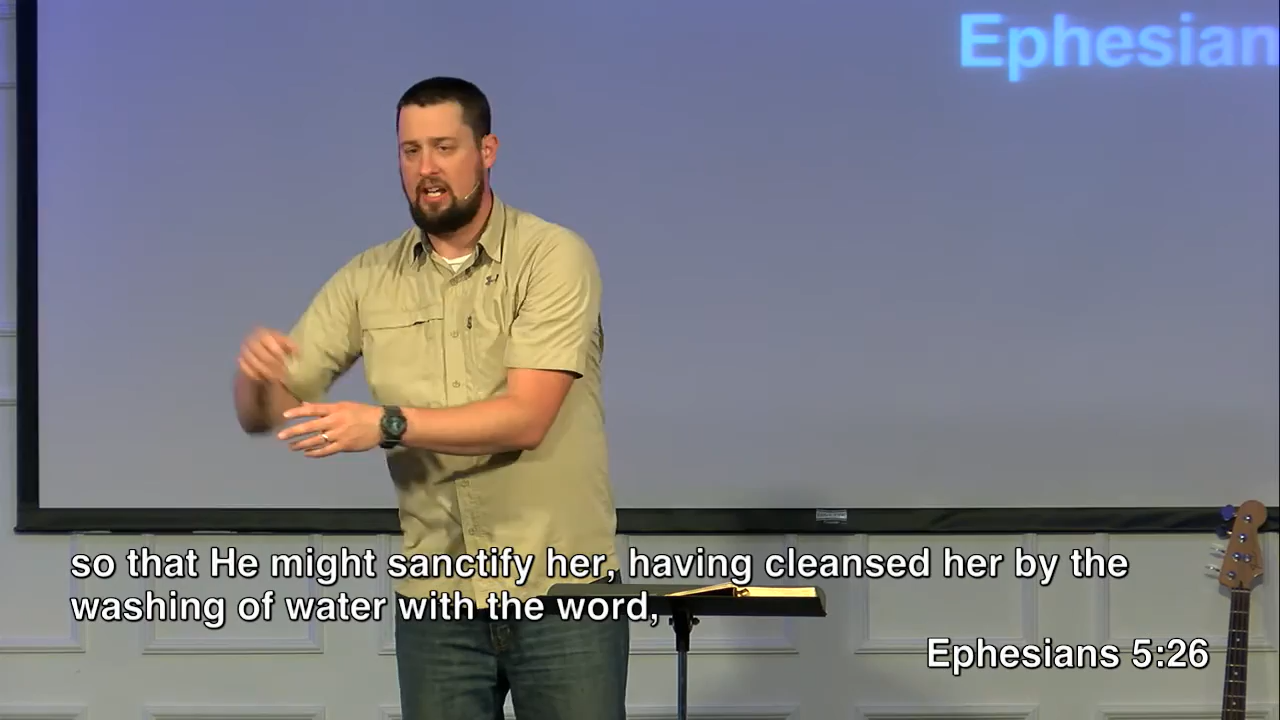 Ephesian
so that He might sanctify her, having cleansed her by the
washing of water with the word,
Ephesians 5:26